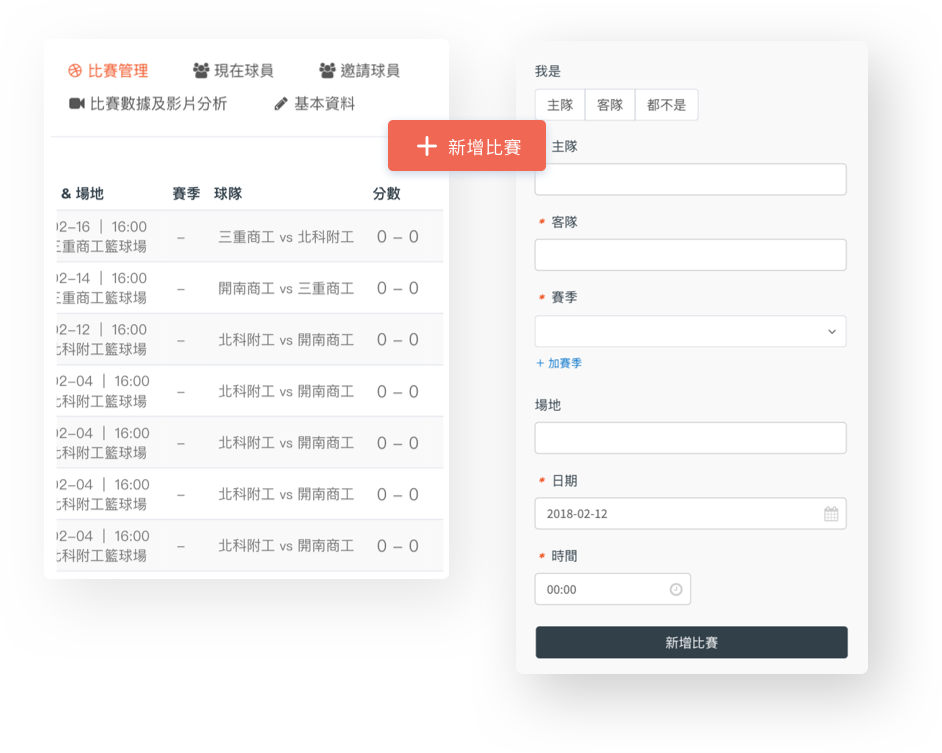 比賽管理 現在球員 邀請球員
比賽數據及影片分析 基本資料
& 場地 賽季 球隊 分數
02–16 | 16:00
三重商工籃球場 – 三重商工 vs 北科附工 0 – 0
02–14 | 16:00
三重商工籃球場 – 開南商工 vs 三重商工 0 – 0
02–12 | 16:00
北科附工籃球場 – 北科附工 vs 開南商工 0 – 0
02–04 | 16:00
北科附工籃球場 – 北科附工 vs 開南商工 0 – 0
02–04 | 16:00
北科附工籃球場 – 北科附工 vs 開南商工 0 – 0
02–04 | 16:00
北科附工籃球場 – 北科附工 vs 開南商工 0 – 0
02–04 | 16:00
北科附工籃球場 – 北科附工 vs 開南商工 0 – 0
+ 新增比賽
我是
主隊 客隊 都不是
主隊
* 客隊
* 賽季
+ 加賽季
場地
* 日期
2018-02-12
* 時間
00:00
新增比賽